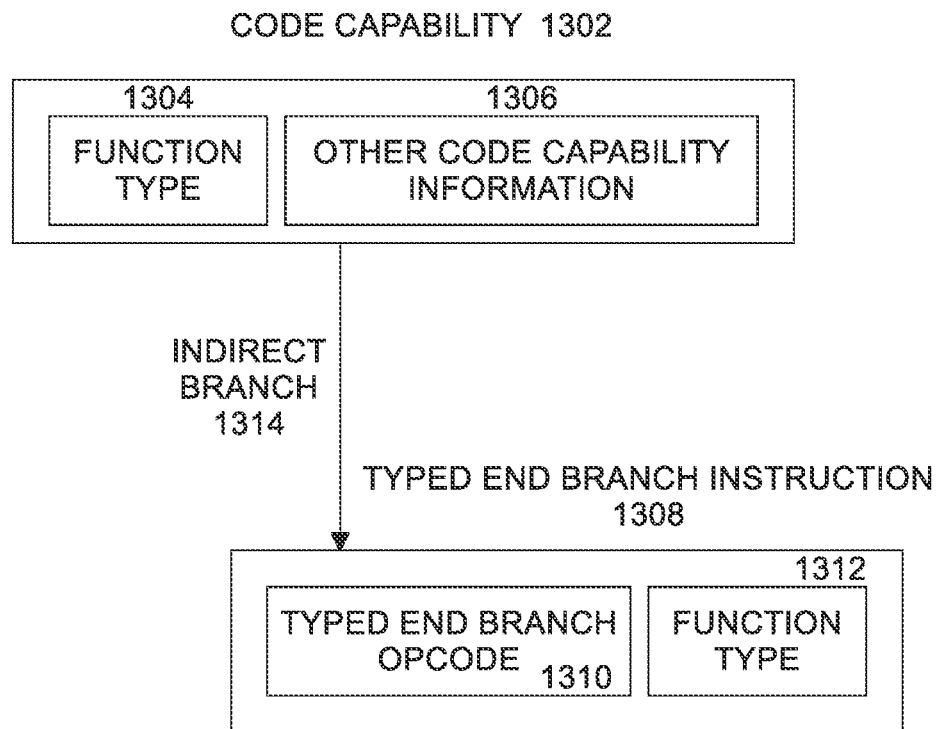 CODE CAPABILITY 1302
1304
1306
FUNCTION
TYPE
OTHER CODE CAPABILITY
INFORMATION
INDIRECT
BRANCH
1314
TYPED END BRANCH INSTRUCTION
1308
1312
TYPED END BRANCH
OPCODE
1310
FUNCTION
TYPE